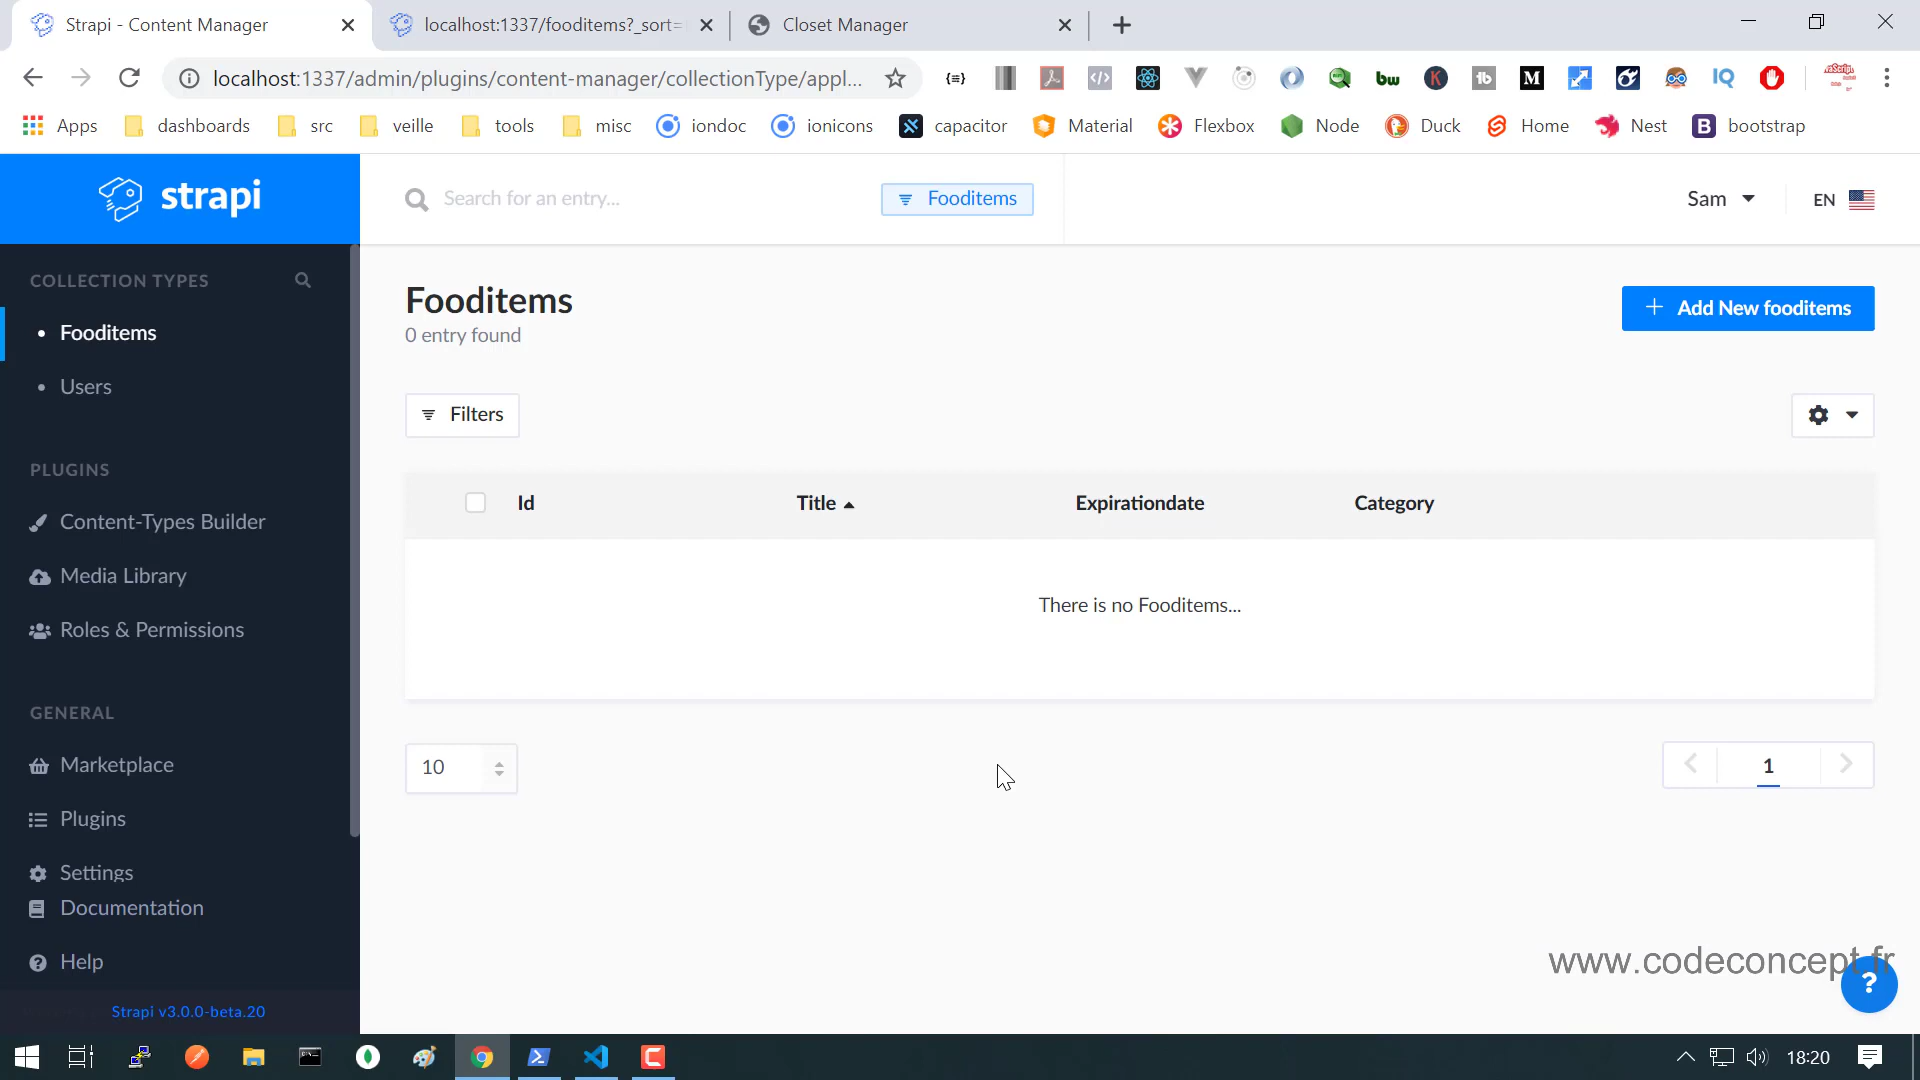 Strapi - Content Manager
localhost:1337/fooditems?_sort=
Closet Manager
localhost:1337/admin/plugins/content-manager/collectionType/appl...
Apps
dashboards
src
veille
tools
misc
iondoc
ionicons
capacitor
Material
Flexbox
Node
Duck
Home
Nest
bootstrap
strapi
Search for an entry...
Fooditems
Sam
EN
COLLECTION TYPES
Fooditems
Users
PLUGINS
Content-Types Builder
Media Library
Roles & Permissions
GENERAL
Marketplace
Plugins
Settings
Documentation
Help
Strapi v3.0.0-beta.20
Fooditems
0 entry found
Add New fooditems
Filters
Id
Title
Expirationdate
Category
There is no Fooditems...
10
1
www.codeconcept.fr
?
18:20